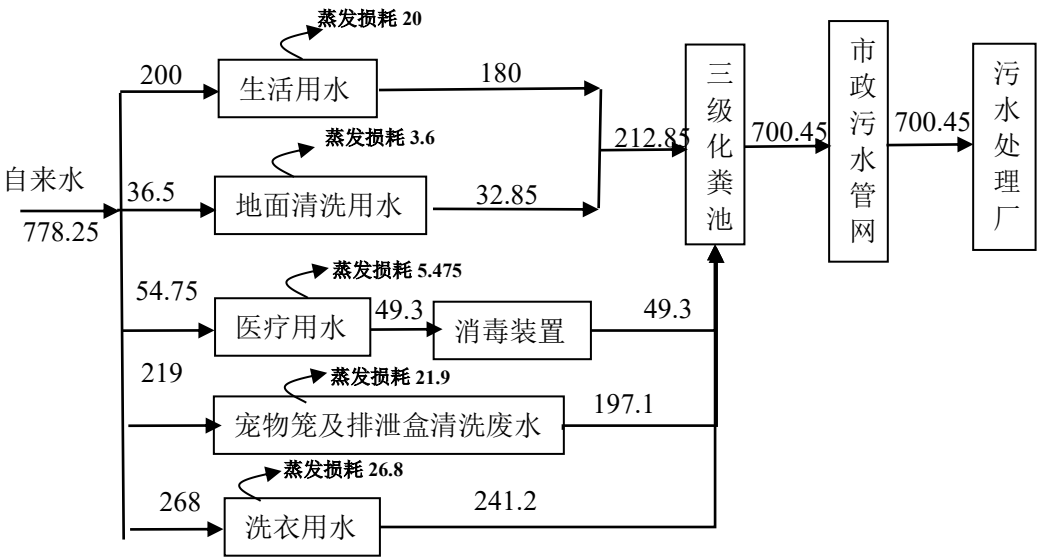 蒸发损耗 20
200
生活用水
180
蒸发损耗 3.6
自来水
778.25
36.5
地面清洗用水
32.85
212.85
三级化粪池
700.45
市政污水管网
700.45
污水处理厂
蒸发损耗 5.475
54.75
医疗用水
49.3
消毒装置
49.3
蒸发损耗 21.9
219
宠物笼及排泄盒清洗废水
197.1
蒸发损耗 26.8
268
洗衣用水
241.2